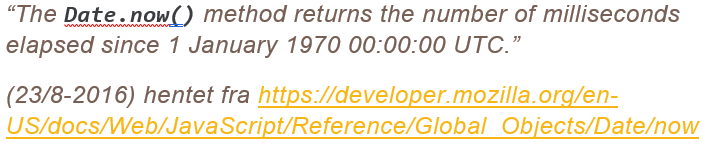 “The Date.now() method returns the number of milliseconds
elapsed since 1 January 1970 00:00:00 UTC.”
(23/8-2016) hentet fra https://developer.mozilla.org/en-
US/docs/Web/JavaScript/Reference/Global_Objects/Date/now